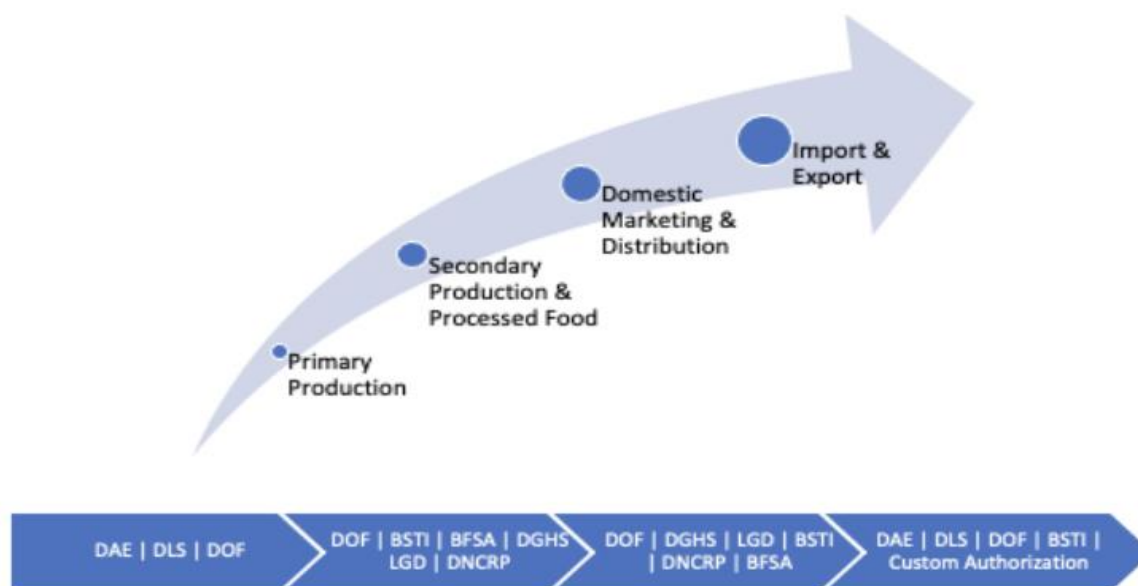 Import &
Export
Domestic
Marketing &
Distribution
Secondary
Production &
Processed Food
Primary
Production
DAE | DLS | DOF
DOF | BSTI | BFSA | DGHS
LGD | DNCRP
DOF | DGHS | LGD | BSTI
| DNCRP | BFSA
DAE | DLS | DOF | BSTI |
Custom Authorization